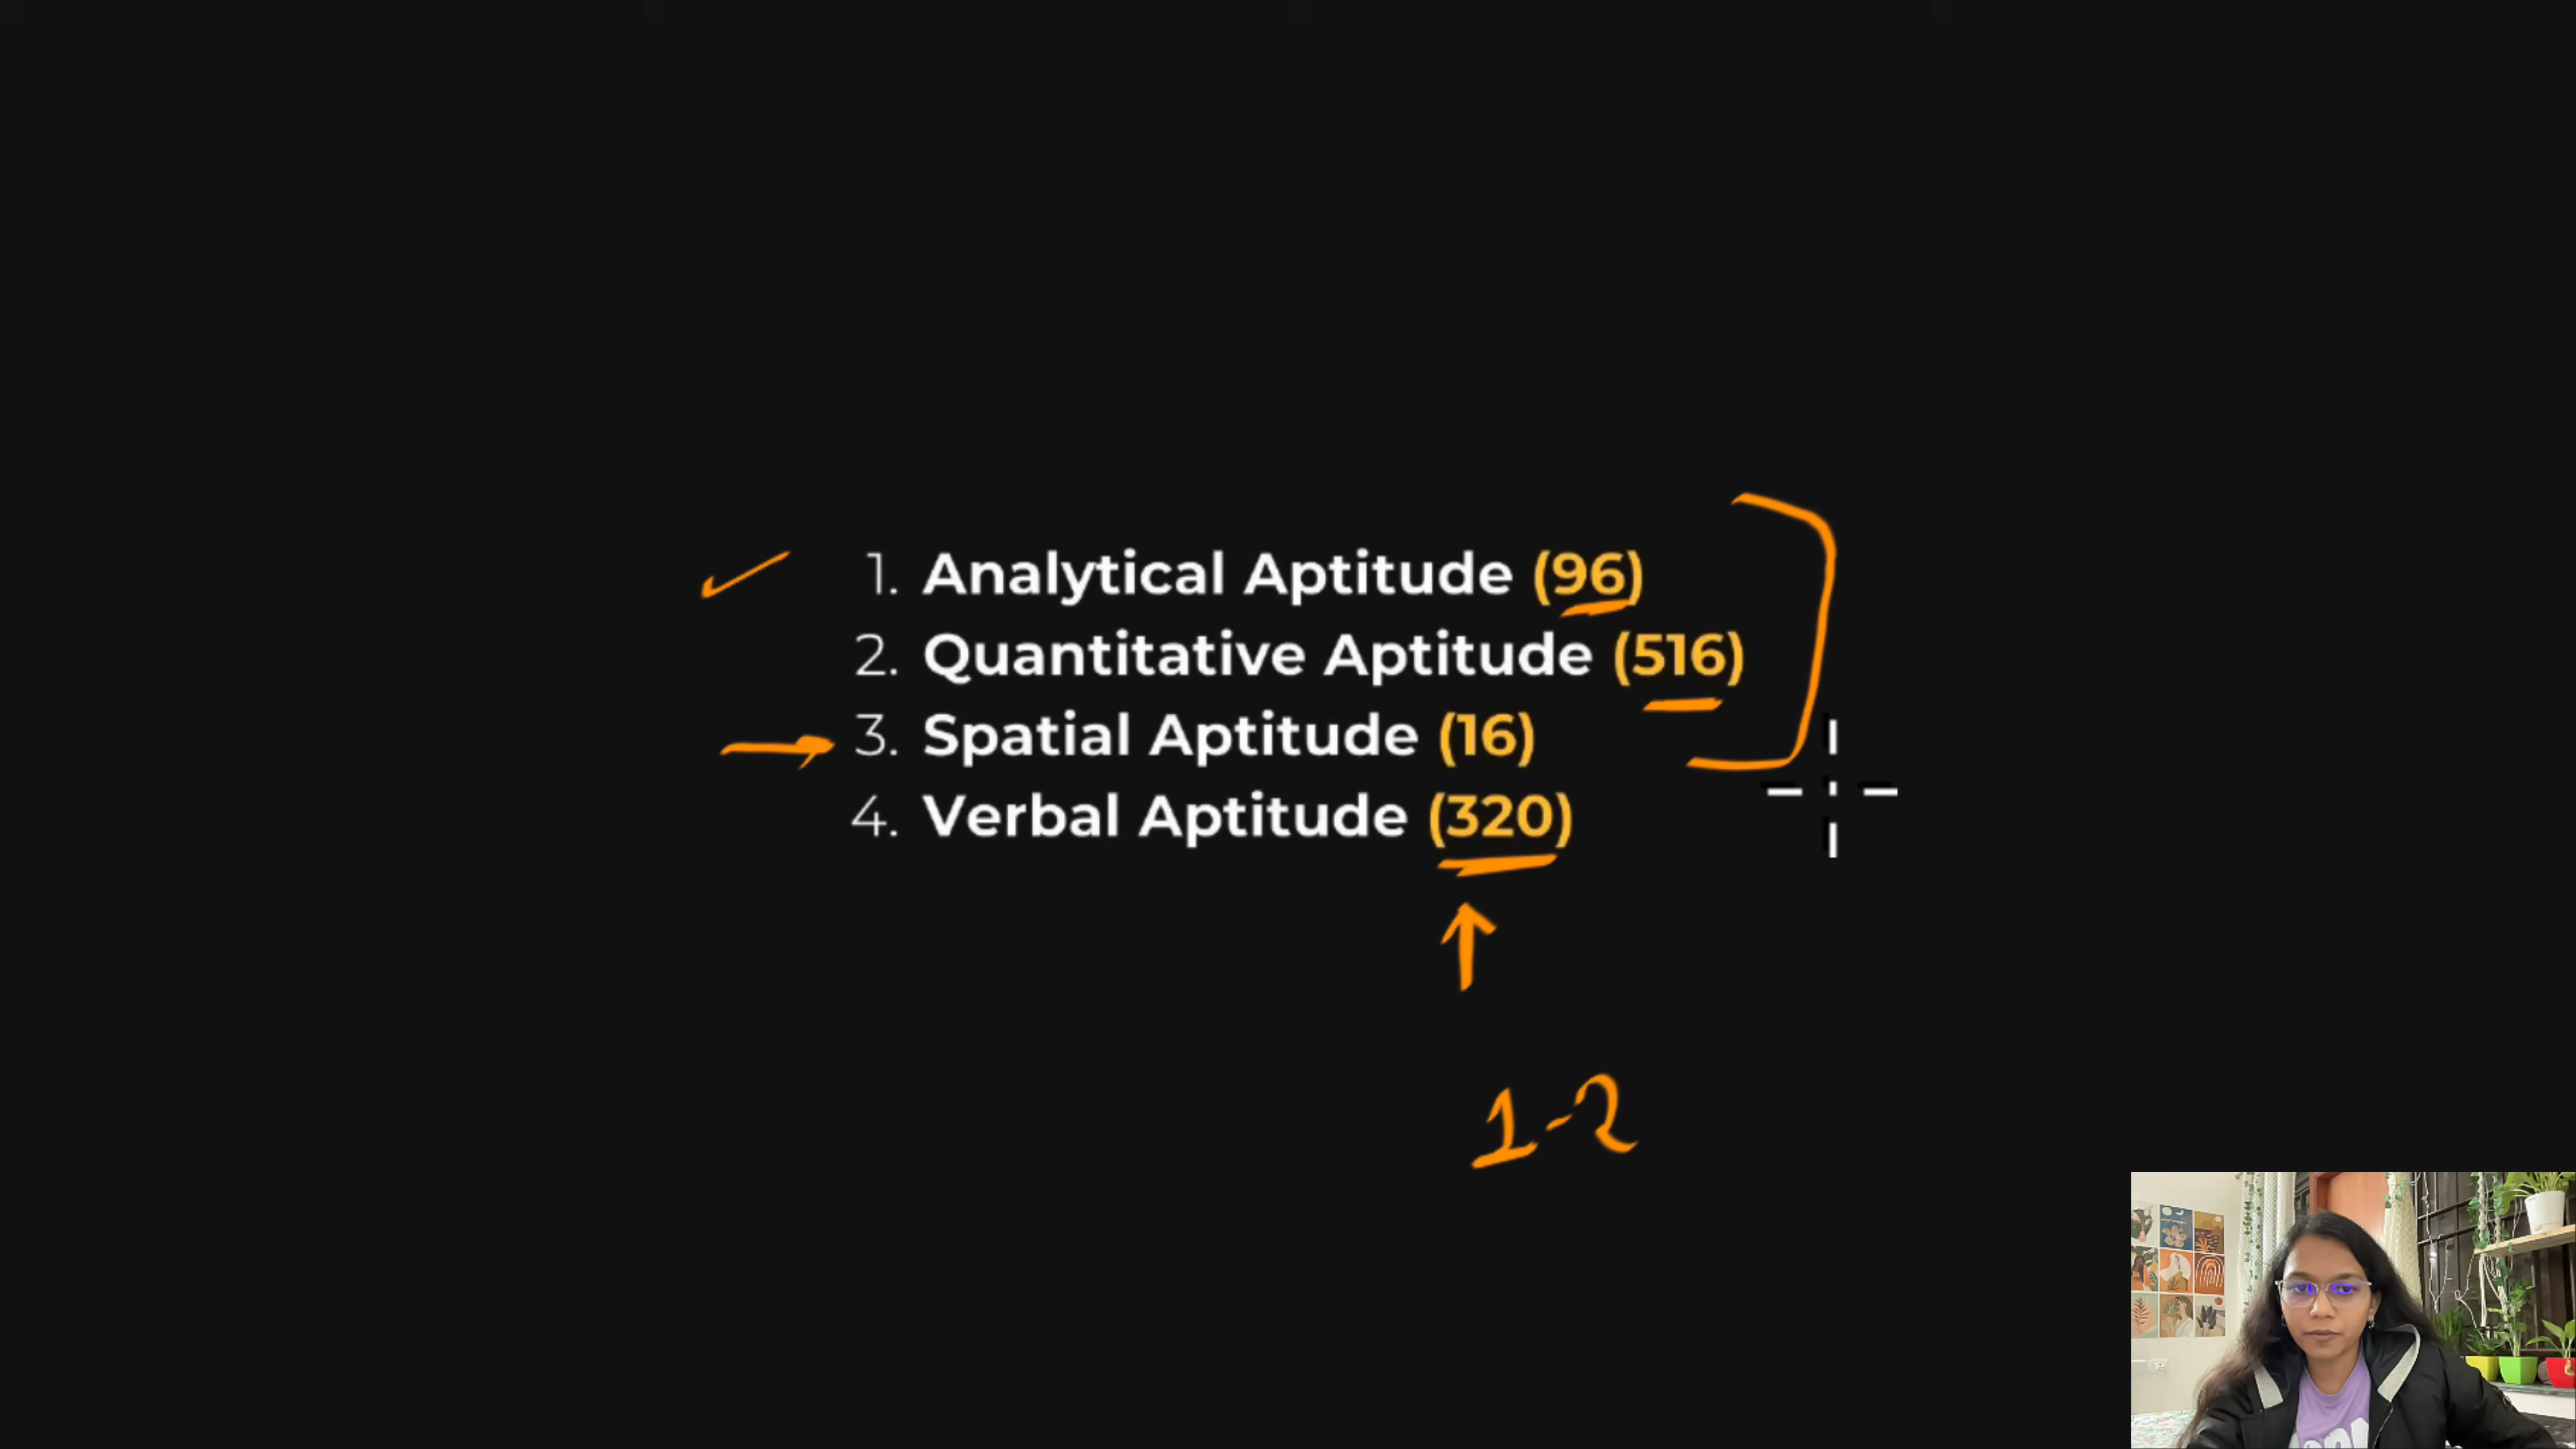 1. Analytical Aptitude (96)
2. Quantitative Aptitude (516)
3. Spatial Aptitude (16)
4. Verbal Aptitude (320)
1-2